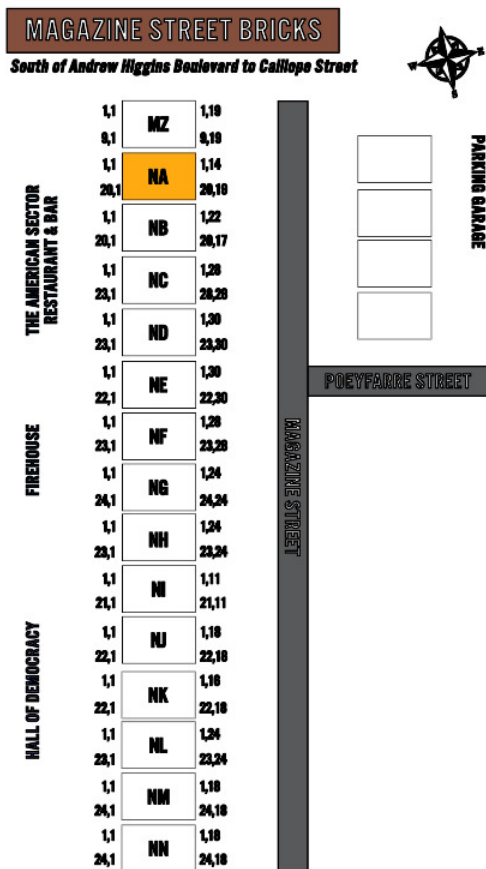 MAGAZINE STREET BRICKS
South of Andrew Higgins Boulevard to Calliope Street
N
E
S
W
1,1 MZ 1,19
9,1 9,19
1,1 NA 1,14
20,1 20,18
1,1 NB 1,22
20,1 20,17
1,1 NC 1,28
23,1 28,28
1,1 ND 1,30
23,1 23,30
1,1 NE 1,30
22,1 22,30
1,1 NF 1,28
23,1 23,28
1,1 NG 1,24
24,1 24,24
1,1 NH 1,24
23,1 23,24
1,1 NI 1,11
21,1 21,11
1,1 NJ 1,18
22,1 22,18
1,1 NK 1,16
22,1 22,18
1,1 NL 1,24
23,1 23,24
1,1 NM 1,18
24,1 24,18
1,1 NN 1,18
24,1 24,18
THE AMERICAN SECTOR
RESTAURANT & BAR
FIREHOUSE
HALL OF DEMOCRACY
MAGAZINE STREET
POEYFARRE STREET
PARKING GARAGE